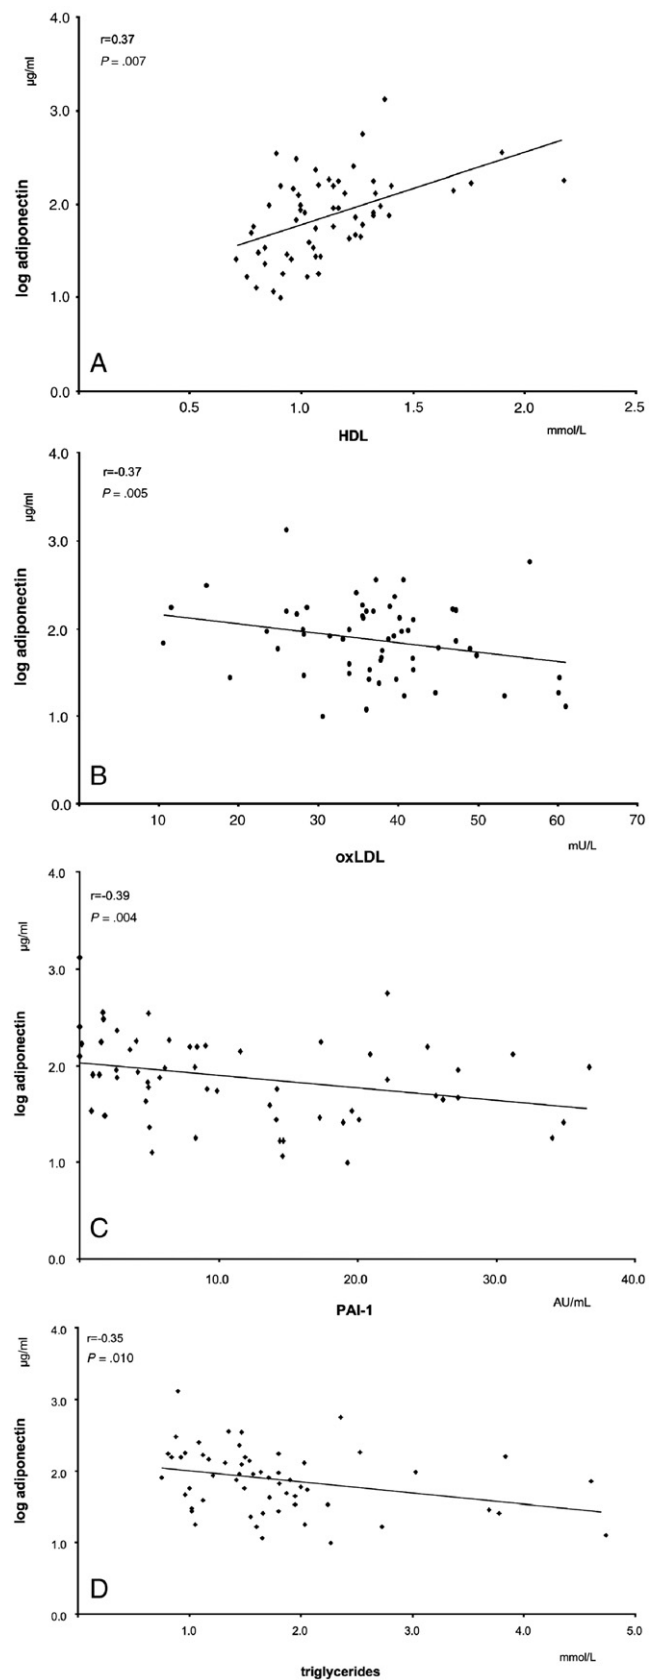 4.0
µg/ml
r=0.37
P = .007
3.0
log adiponectin
2.0
1.0
A
0.0
0.5
1.0
1.5
2.0
2.5
HDL
mmol/L
4.0
µg/ml
r=-0.37
P = .005
3.0
log adiponectin
2.0
1.0
B
0.0
10
20
30
40
50
60
70
oxLDL
mU/L
4.0
µg/ml
r=-0.39
P = .004
3.0
log adiponectin
2.0
1.0
C
0.0
10.0
20.0
30.0
40.0
PAI-1
AU/mL
4.0
µg/ml
r=-0.35
P = .010
3.0
log adiponectin
2.0
1.0
D
0.0
1.0
2.0
3.0
4.0
5.0
triglycerides
mmol/L